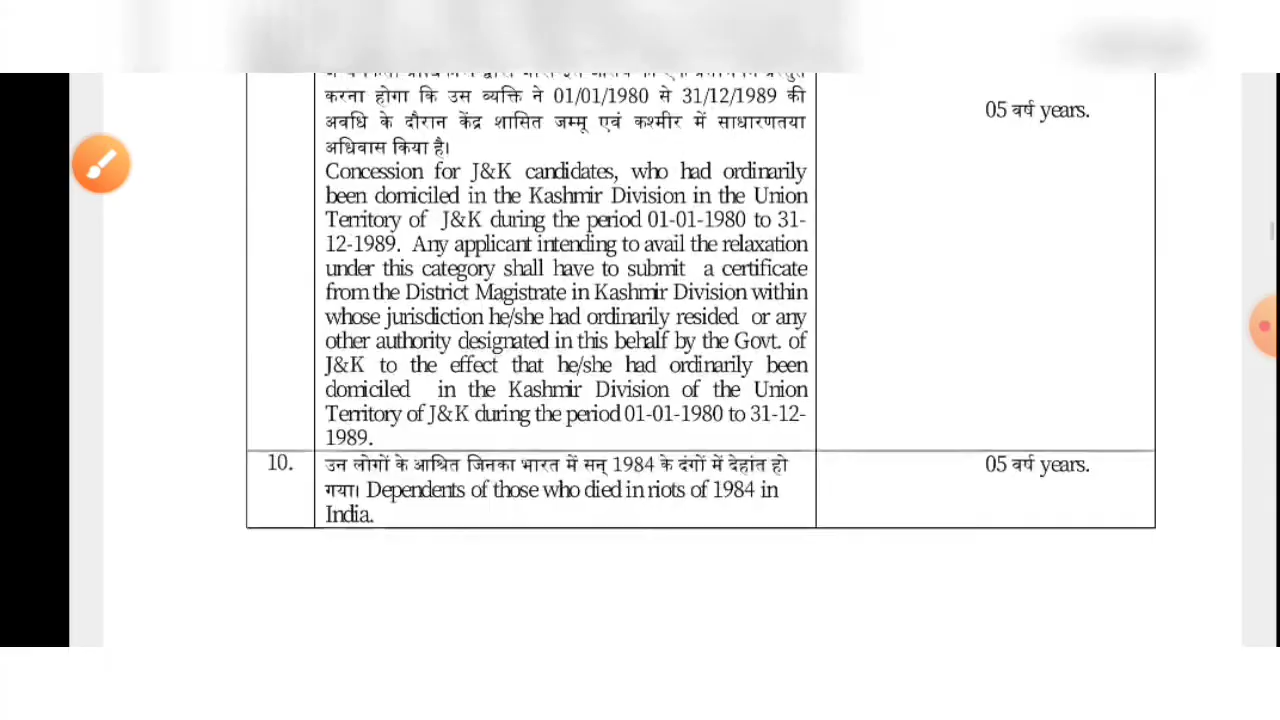 करना होगा कि उस व्यक्ति ने 01/01/1980 से 31/12/1989 की
05 वर्ष years.
अवधि के दौरान केंद्र शासित जम्मू एवं कश्मीर में साधारणतया
अधिवास किया है।
Concession for J&K candidates, who had ordinarily
been domiciled in the Kashmir Division in the Union
Territory of J&K during the period 01-01-1980 to 31-
12-1989. Any applicant intending to avail the relaxation
under this category shall have to submit a certificate
from the District Magistrate in Kashmir Division within
whose jurisdiction he/she had ordinarily resided or any
other authority designated in this behalf by the Govt. of
J&K to the effect that he/she had ordinarily been
domiciled in the Kashmir Division of the Union
Territory of J&K during the period 01-01-1980 to 31-12-
1989.
10. उन लोगों के आश्रित जिनका भारत में सन् 1984 के दंगों में देहांत हो 05 वर्ष years.
गया। Dependents of those who died in riots of 1984 in
India.